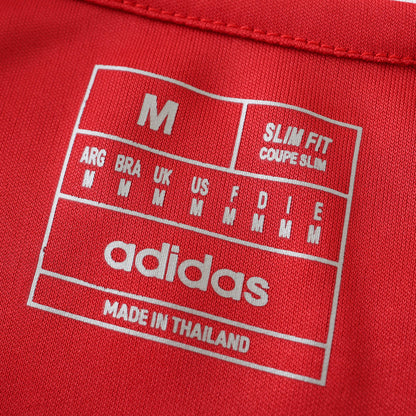 M
SLIM FIT
COUPE SLIM
ARG BRA UK US F D I E
M M M M M M M M
adidas
MADE IN THAILAND